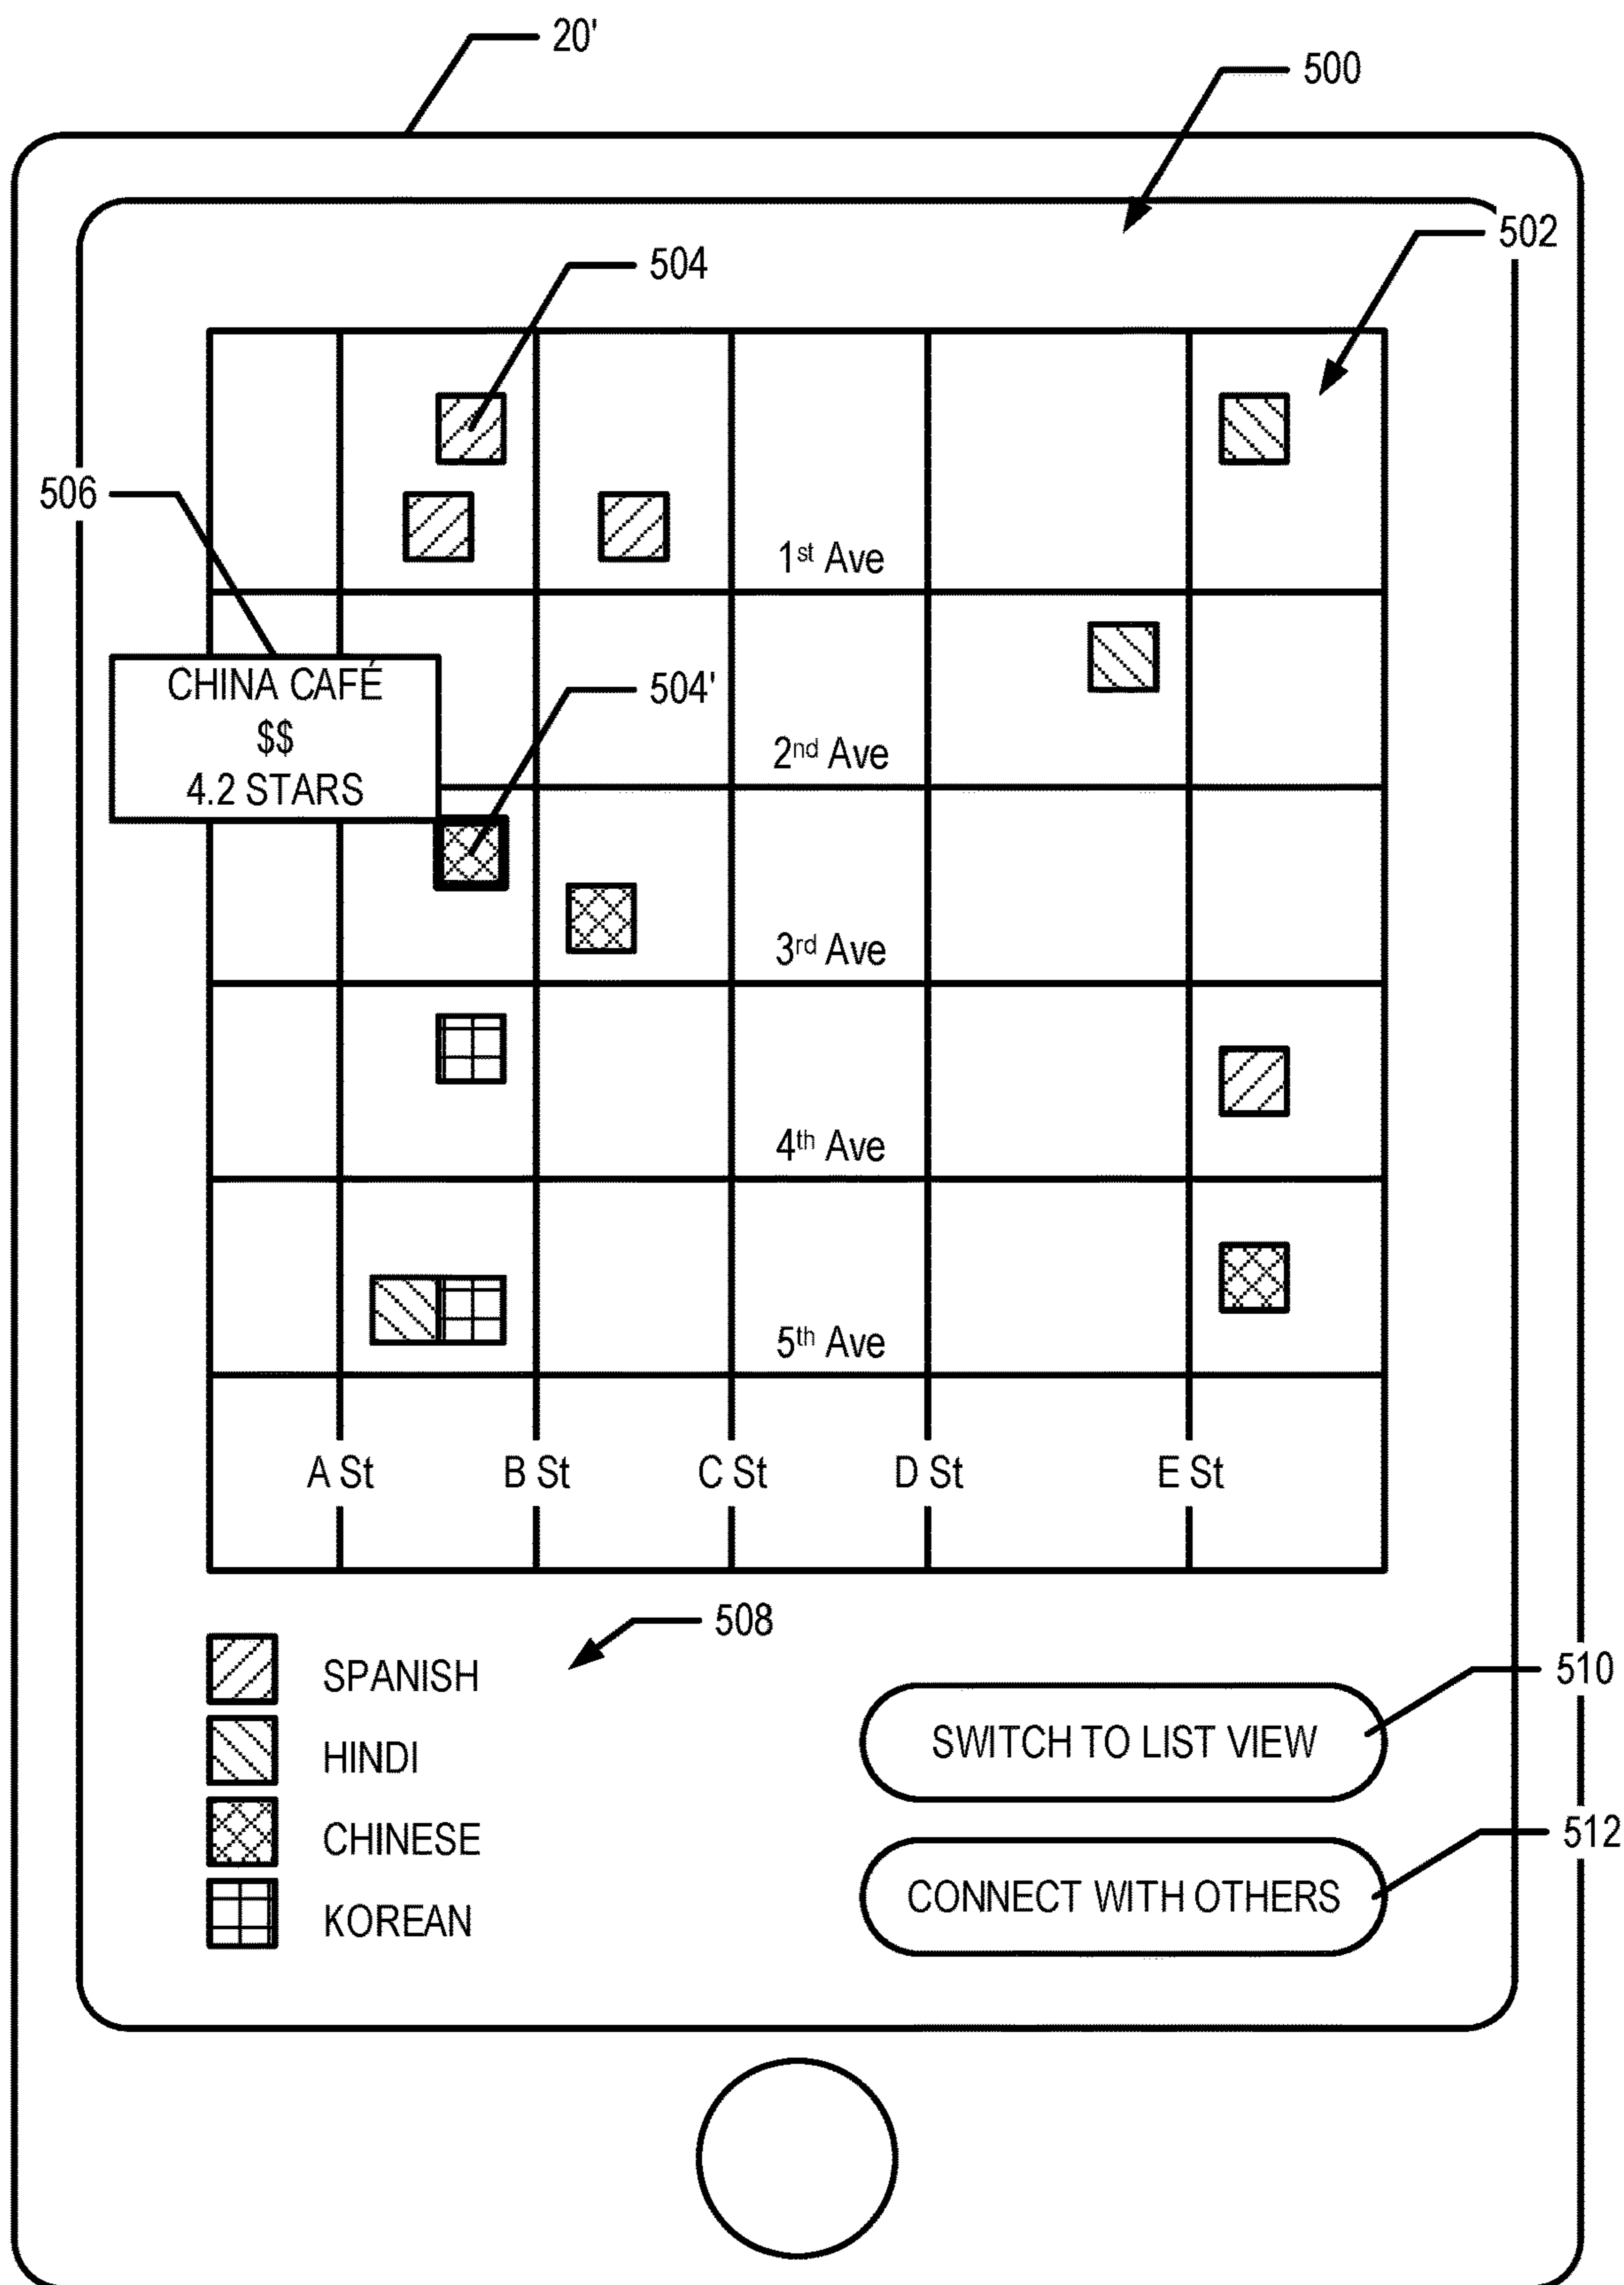 20'
500
502
504
506
1st Ave
CHINA CAFÉ
$$
4.2 STARS
504'
2nd Ave
3rd Ave
4th Ave
5th Ave
A St B St C St D St E St
508
SPANISH
510
SWITCH TO LIST VIEW
HINDI
512
CHINESE
CONNECT WITH OTHERS
KOREAN